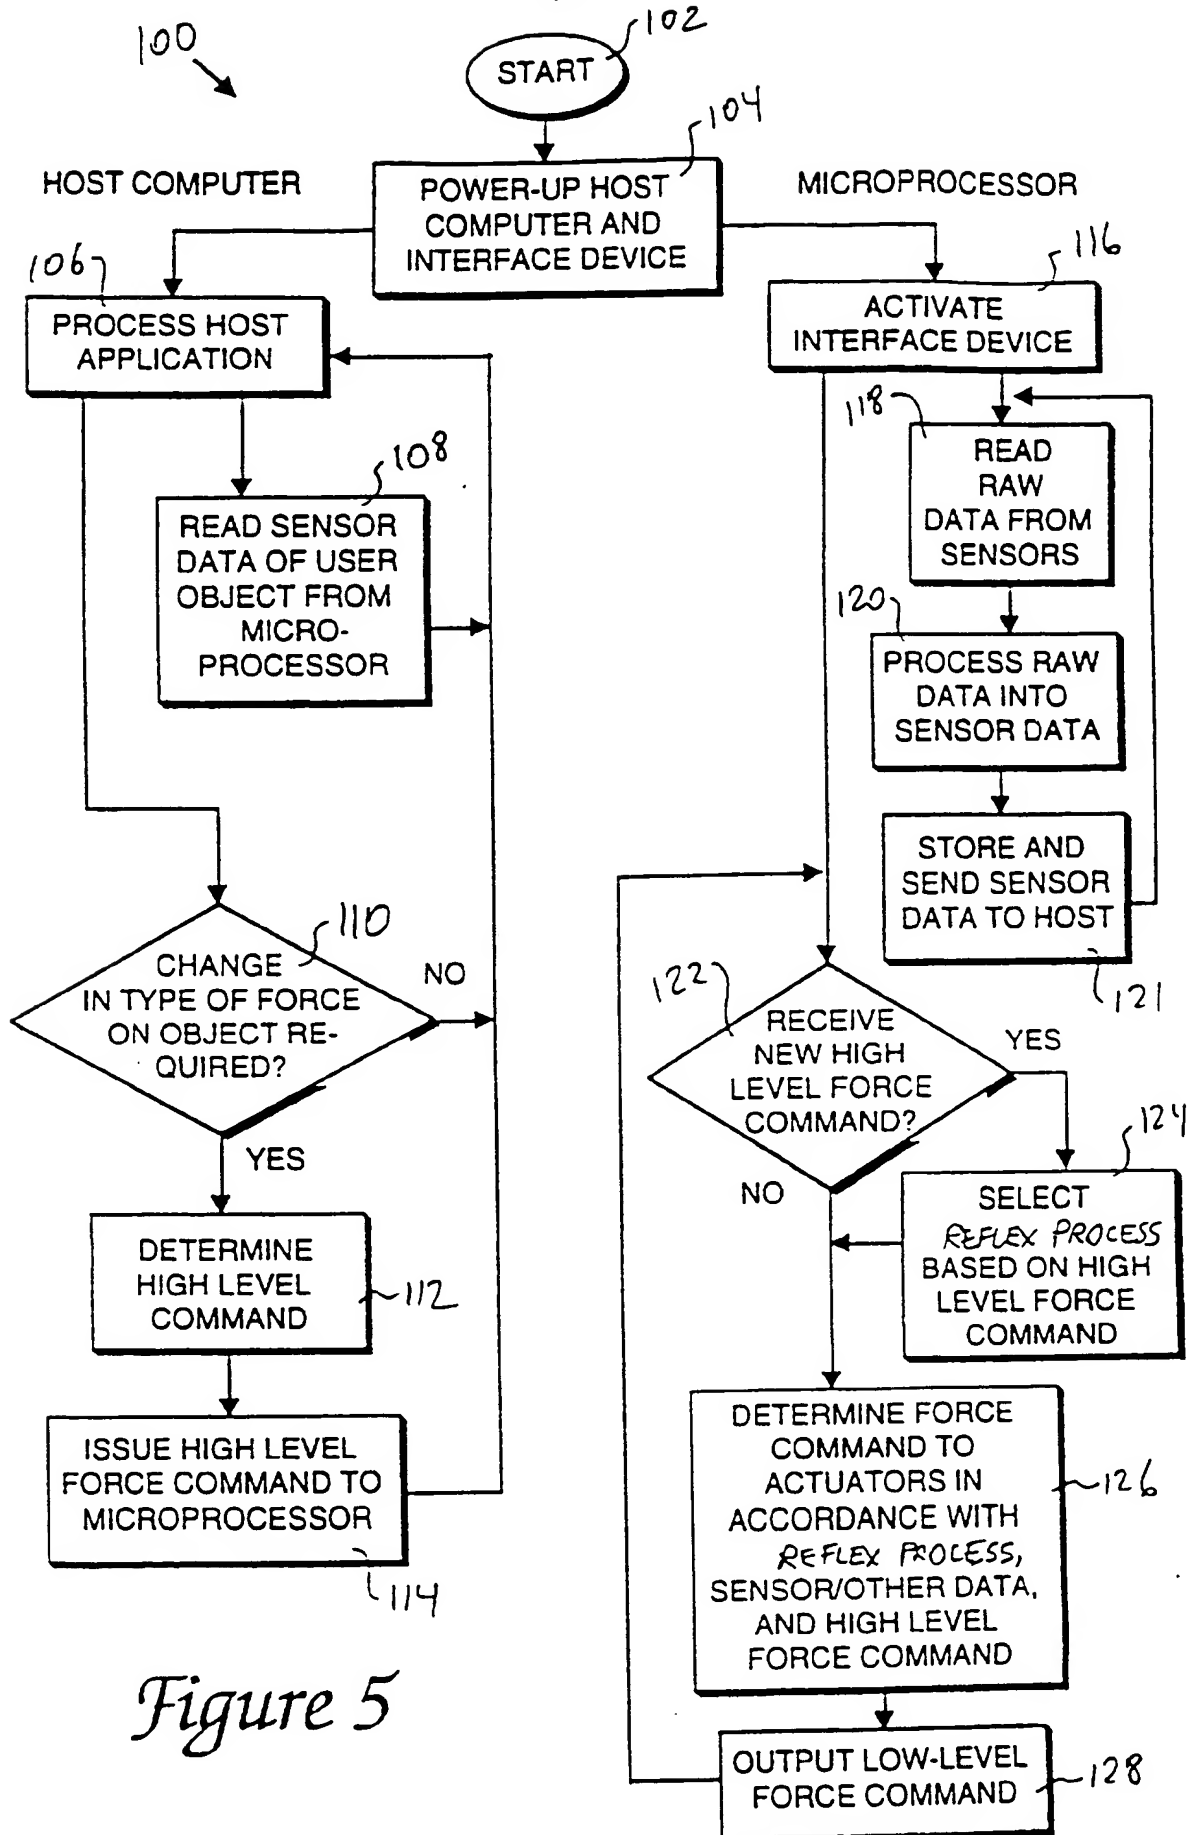 100
102
START
104
HOST COMPUTER
POWER-UP HOST
COMPUTER AND
INTERFACE DEVICE
MICROPROCESSOR
106
PROCESS HOST
APPLICATION
116
ACTIVATE
INTERFACE DEVICE
108
READ SENSOR
DATA OF USER
OBJECT FROM
MICRO-
PROCESSOR
118
READ
RAW
DATA FROM
SENSORS
120
PROCESS RAW
DATA INTO
SENSOR DATA
STORE AND
SEND SENSOR
DATA TO HOST
121
110
CHANGE
IN TYPE OF FORCE
ON OBJECT RE-
QUIRED?
NO
YES
122
RECEIVE
NEW HIGH
LEVEL FORCE
COMMAND?
YES
NO
124
SELECT
REFLEX PROCESS
BASED ON HIGH
LEVEL FORCE
COMMAND
DETERMINE
HIGH LEVEL
COMMAND
112
ISSUE HIGH LEVEL
FORCE COMMAND TO
MICROPROCESSOR
114
DETERMINE FORCE
COMMAND TO
ACTUATORS IN
ACCORDANCE WITH
REFLEX PROCESS,
SENSOR/OTHER DATA,
AND HIGH LEVEL
FORCE COMMAND
126
OUTPUT LOW-LEVEL
FORCE COMMAND
128
Figure 5